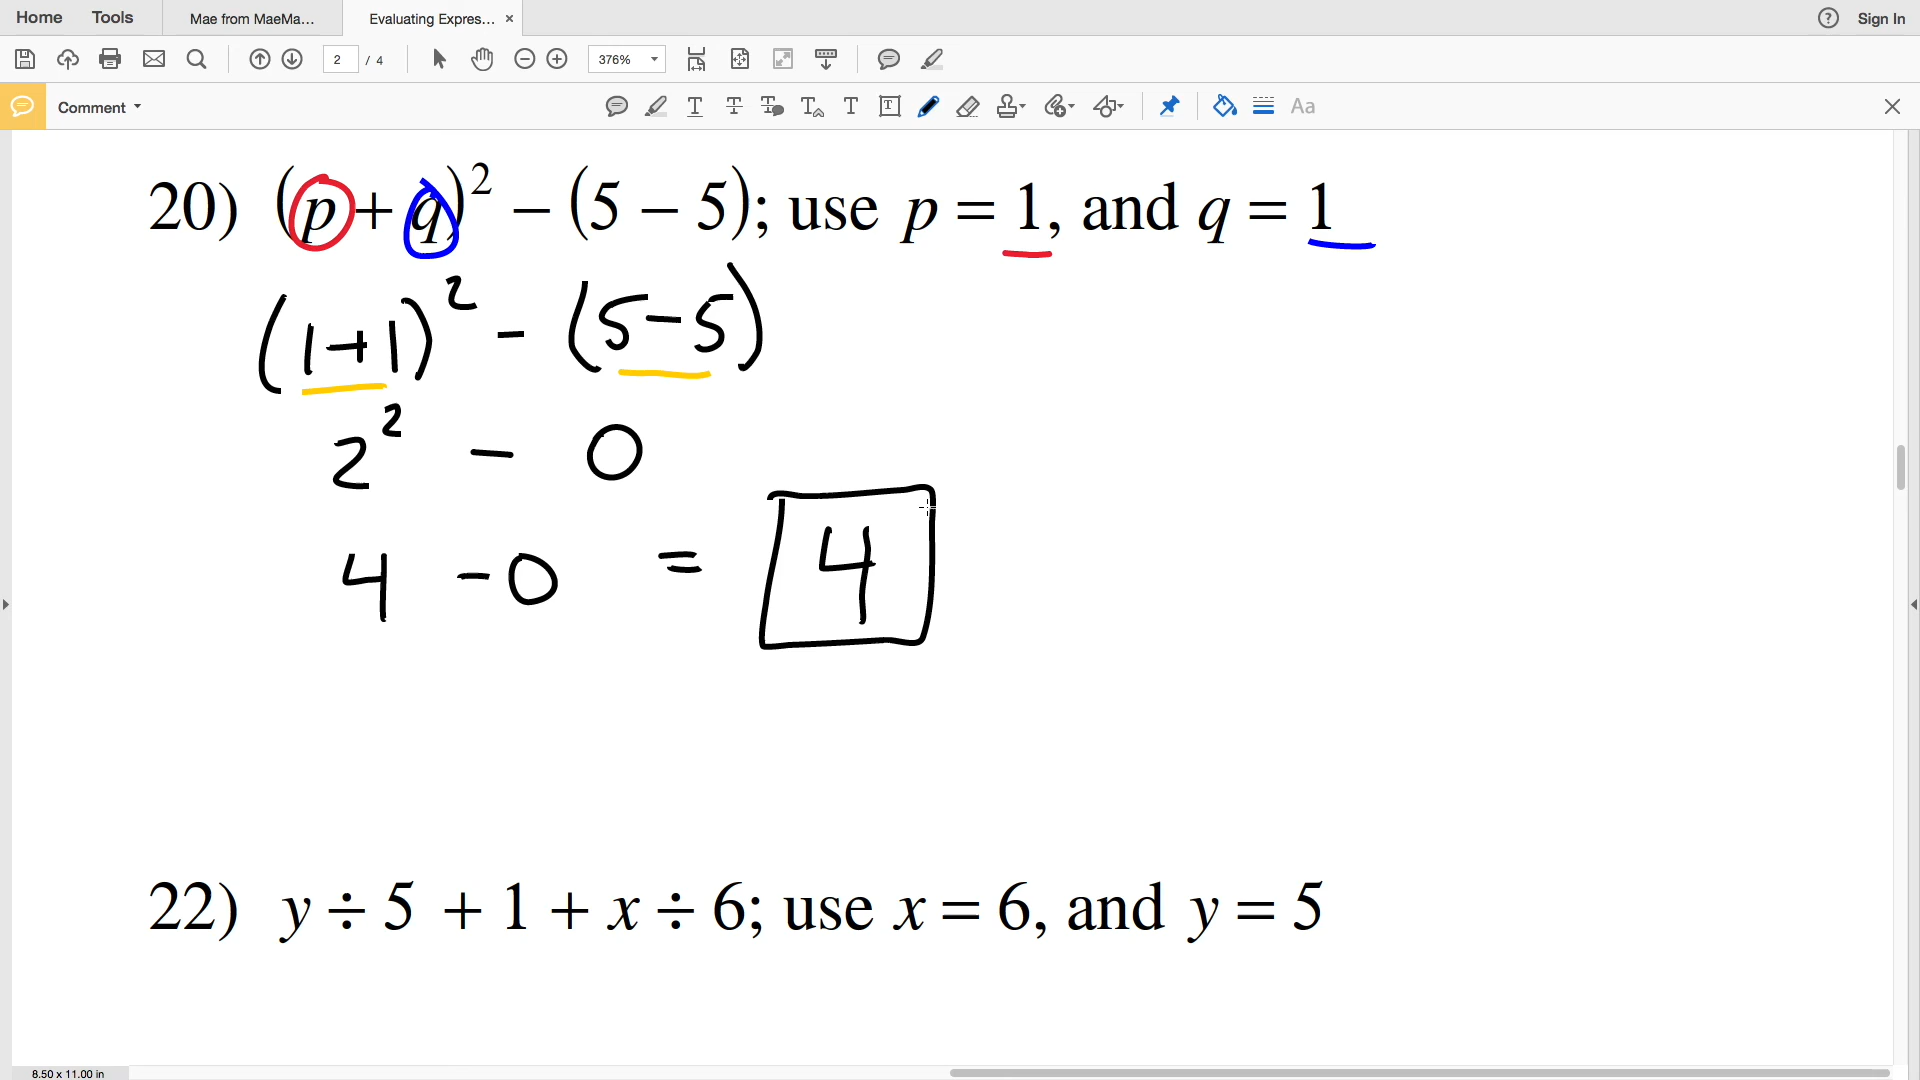 Home Tools Mae from MaeMa... Evaluating Expres... × ? Sign In
2 / 4 376%
Comment T T T T T T Aa
20) (p + q)² − (5 − 5); use p = 1, and q = 1
(1+1)² - (5-5)
2² - 0
4 - 0 = 4
22) y ÷ 5 + 1 + x ÷ 6; use x = 6, and y = 5
8.50 x 11.00 in